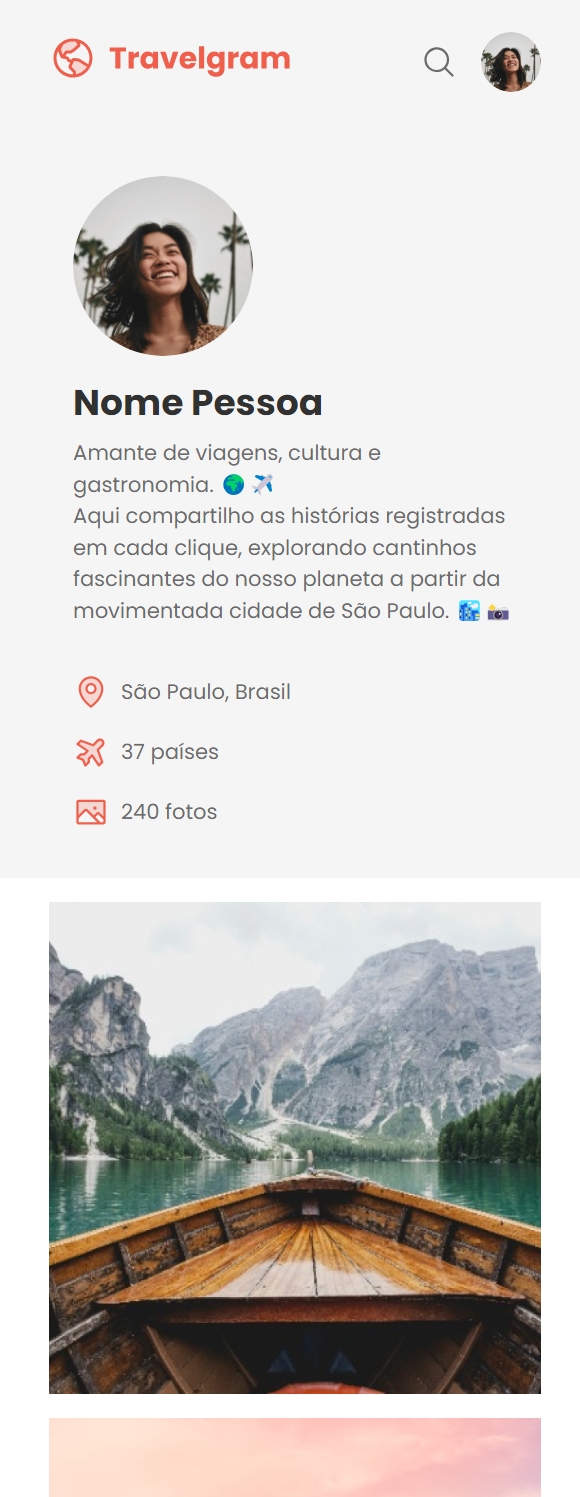 Travelgram
Nome Pessoa
Amante de viagens, cultura e
gastronomia. 🌍 ✈️
Aqui compartilho as histórias registradas
em cada clique, explorando cantinhos
fascinantes do nosso planeta a partir da
movimentada cidade de São Paulo. 🏙️ 📸
São Paulo, Brasil
37 países
240 fotos